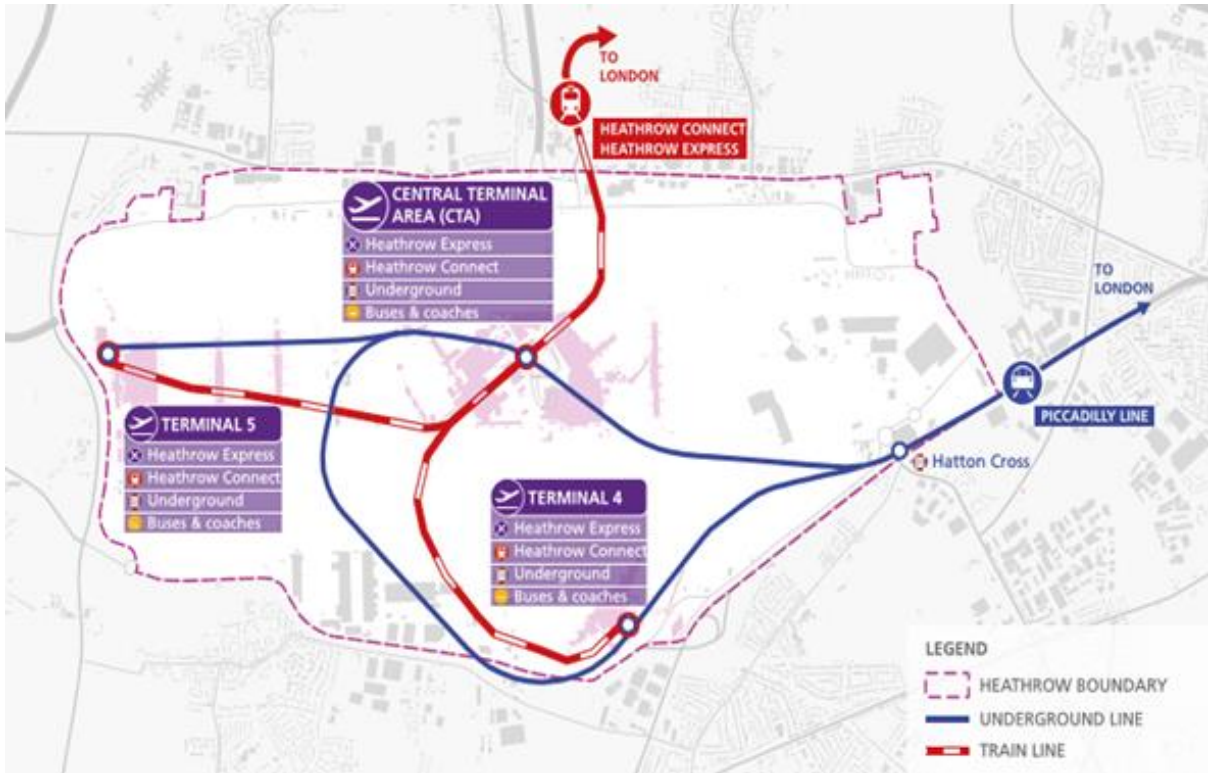 TO
LONDON
HEATHROW CONNECT
HEATHROW EXPRESS
CENTRAL TERMINAL
AREA (CTA)
Heathrow Express
Heathrow Connect
Underground
Buses & coaches
TO
LONDON
PICCADILLY LINE
Hatton Cross
TERMINAL 5
Heathrow Express
Heathrow Connect
Underground
Buses & coaches
TERMINAL 4
Heathrow Express
Heathrow Connect
Underground
Buses & coaches
LEGEND
HEATHROW BOUNDARY
UNDERGROUND LINE
TRAIN LINE